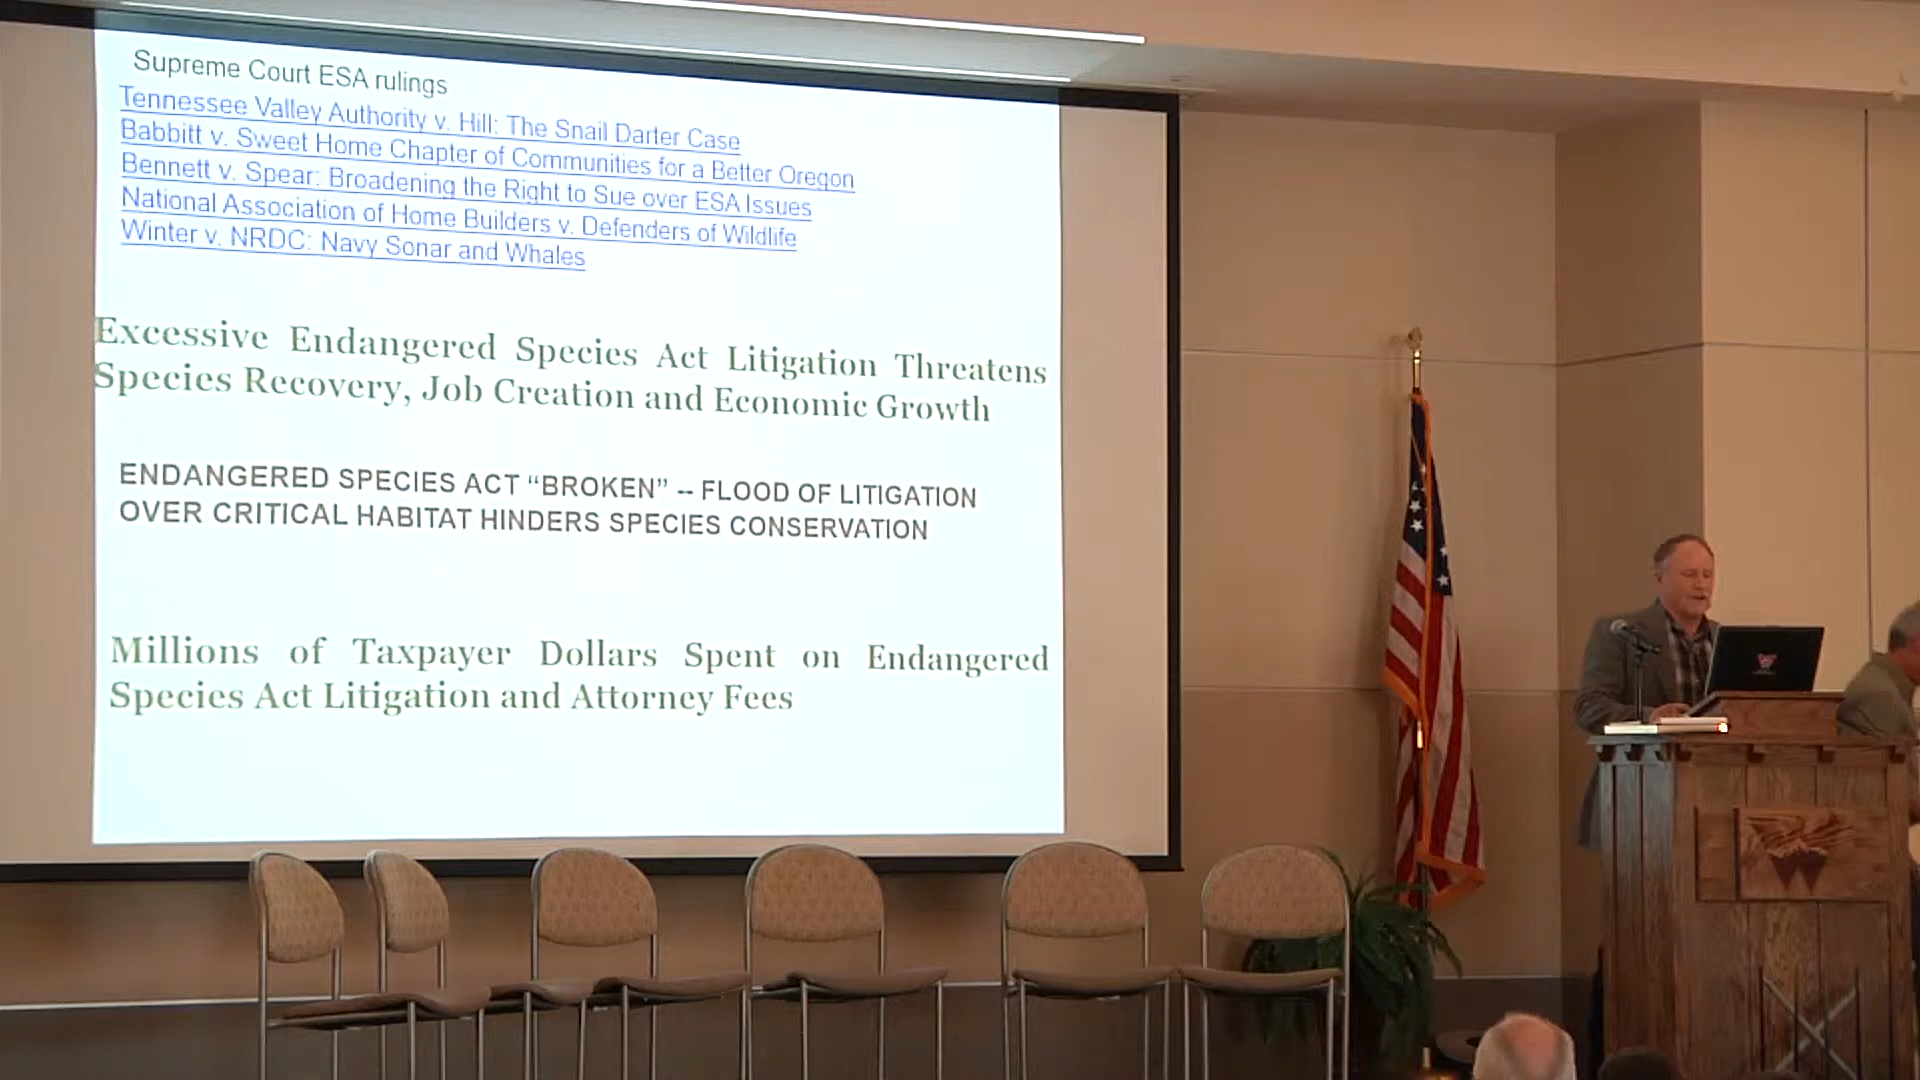 Supreme Court ESA rulings
Tennessee Valley Authority v. Hill: The Snail Darter Case
Babbitt v. Sweet Home Chapter of Communities for a Better Oregon
Bennett v. Spear: Broadening the Right to Sue over ESA Issues
National Association of Home Builders v. Defenders of Wildlife
Winter v. NRDC: Navy Sonar and Whales
Excessive Endangered Species Act Litigation Threatens
Species Recovery, Job Creation and Economic Growth
ENDANGERED SPECIES ACT “BROKEN” -- FLOOD OF LITIGATION
OVER CRITICAL HABITAT HINDERS SPECIES CONSERVATION
Millions of Taxpayer Dollars Spent on Endangered
Species Act Litigation and Attorney Fees